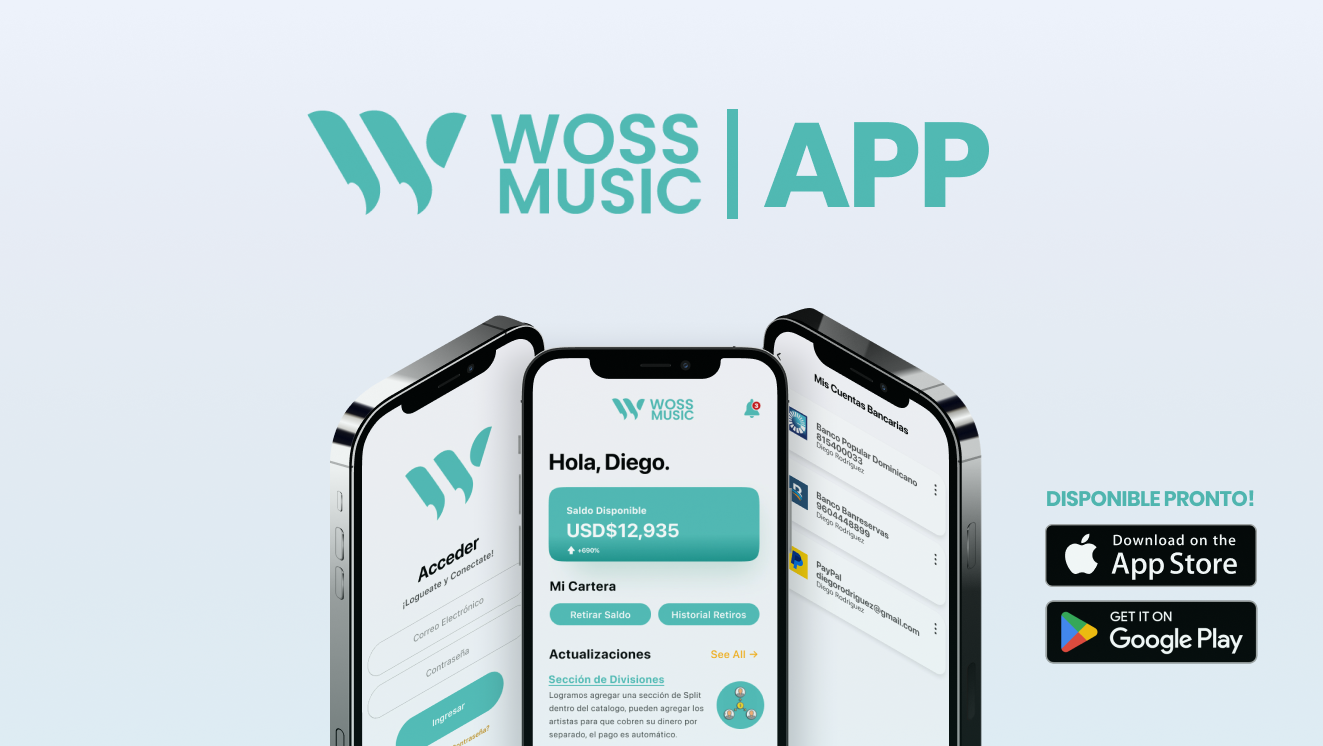 WOSS
MUSIC
APP
Acceder
¡Logueate y Conectate!
Correo Electrónico
Contraseña
Ingresar
WOSS
MUSIC
3
Hola, Diego.
Saldo Disponible
USD$12,935
+690%
Mi Cartera
Retirar Saldo
Historial Retiros
Actualizaciones
See All →
Sección de Divisiones
Logramos agregar una sección de Split
dentro del catalogo, pueden agregar los
artistas para que cobren su dinero por
separado, el pago es automático.
Mis Cuentas Bancarias
Banco Popular Dominicano
815400033
Diego Rodriguez
Banco Banreservas
9604448899
Diego Rodriguez
PayPal
diegorodriguez@gmail.com
Diego Rodriguez
DISPONIBLE PRONTO!
Download on the
App Store
GET IT ON
Google Play